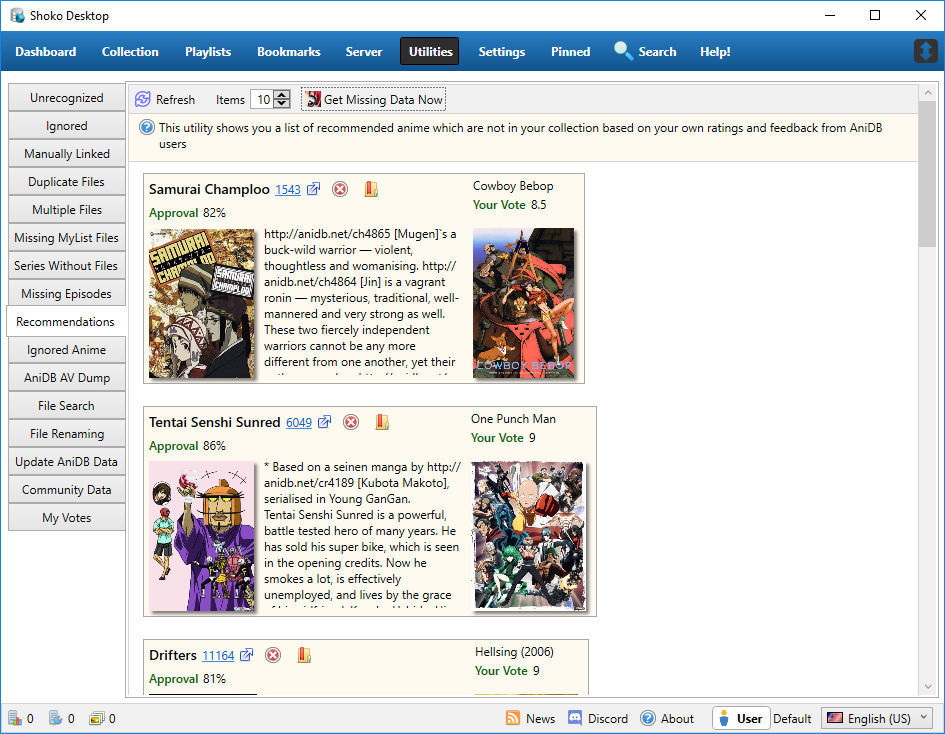 Shoko Desktop
Dashboard Collection Playlists Bookmarks Server Utilities Settings Pinned Search Help!
Unrecognized
Ignored
Manually Linked
Duplicate Files
Multiple Files
Missing MyList Files
Series Without Files
Missing Episodes
Recommendations
Ignored Anime
AniDB AV Dump
File Search
File Renaming
Update AniDB Data
Community Data
My Votes
Refresh Items 10 Get Missing Data Now
This utility shows you a list of recommended anime which are not in your collection based on your own ratings and feedback from AniDB
users
Samurai Champloo 1543
Approval 82%
SAMURAI
CHAMPLOO
SAMURAI
CHAMPLOO
http://anidb.net/ch4865 [Mugen]`s a
buck-wild warrior — violent,
thoughtless and womanising. http://
anidb.net/ch4864 [Jin] is a vagrant
ronin — mysterious, traditional, well-
mannered and very strong as well.
These two fiercely independent
warriors cannot be any more
different from one another, yet their
Cowboy Bebop
Your Vote 8.5
COWBOY BEBOP
Tentai Senshi Sunred 6049
Approval 86%
* Based on a seinen manga by http://
anidb.net/cr4189 [Kubota Makoto],
serialised in Young GanGan.
Tentai Senshi Sunred is a powerful,
battle tested hero of many years. He
has sold his super bike, which is seen
in the opening credits. Now he
smokes a lot, is effectively
unemployed, and lives by the grace
One Punch Man
Your Vote 9
Drifters 11164
Approval 81%
Hellsing (2006)
Your Vote 9
0 0 0 News Discord About User Default English (US)